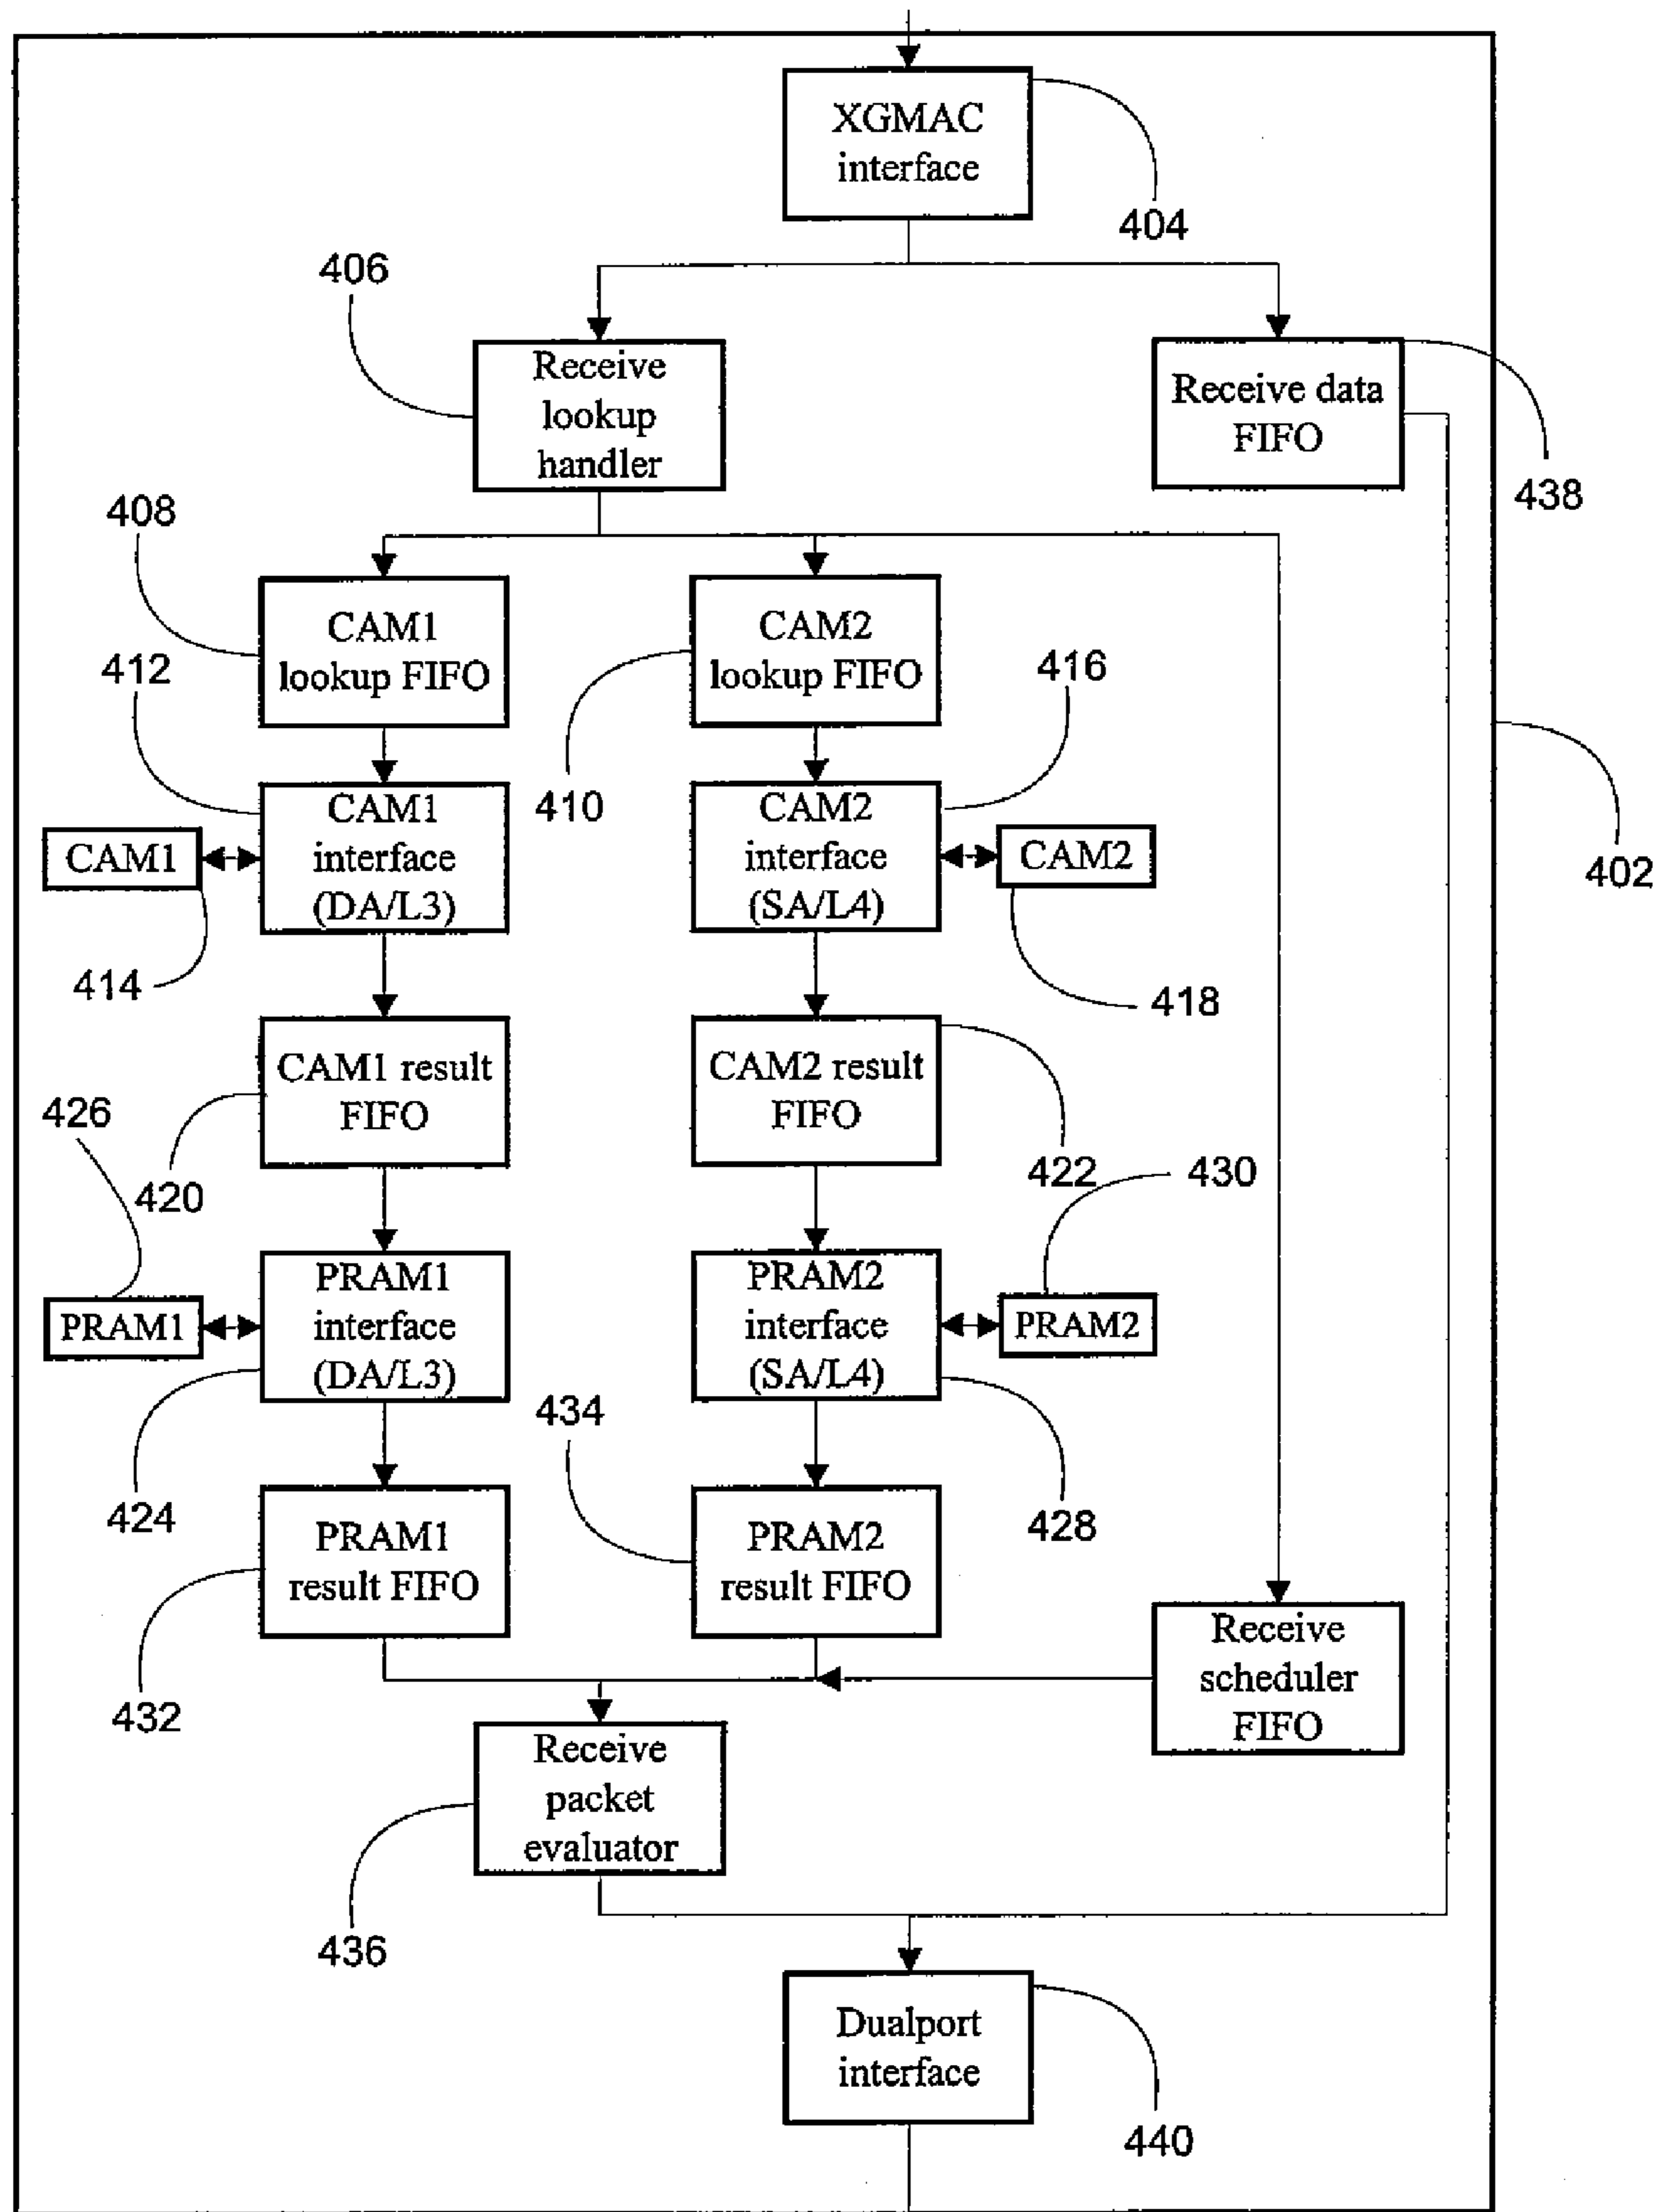 XGMAC
interface
404
406
Receive
lookup
handler
Receive data
FIFO
438
408
CAM1
lookup FIFO
CAM2
lookup FIFO
412
416
410
402
CAM1
CAM1
interface
(DA/L3)
CAM2
interface
(SA/L4)
CAM2
414
418
CAM1 result
FIFO
CAM2 result
FIFO
426
420
422
430
PRAM1
PRAM1
interface
(DA/L3)
PRAM2
interface
(SA/L4)
PRAM2
434
424
428
PRAM1
result FIFO
PRAM2
result FIFO
Receive
scheduler
FIFO
432
Receive
packet
evaluator
436
Dualport
interface
440